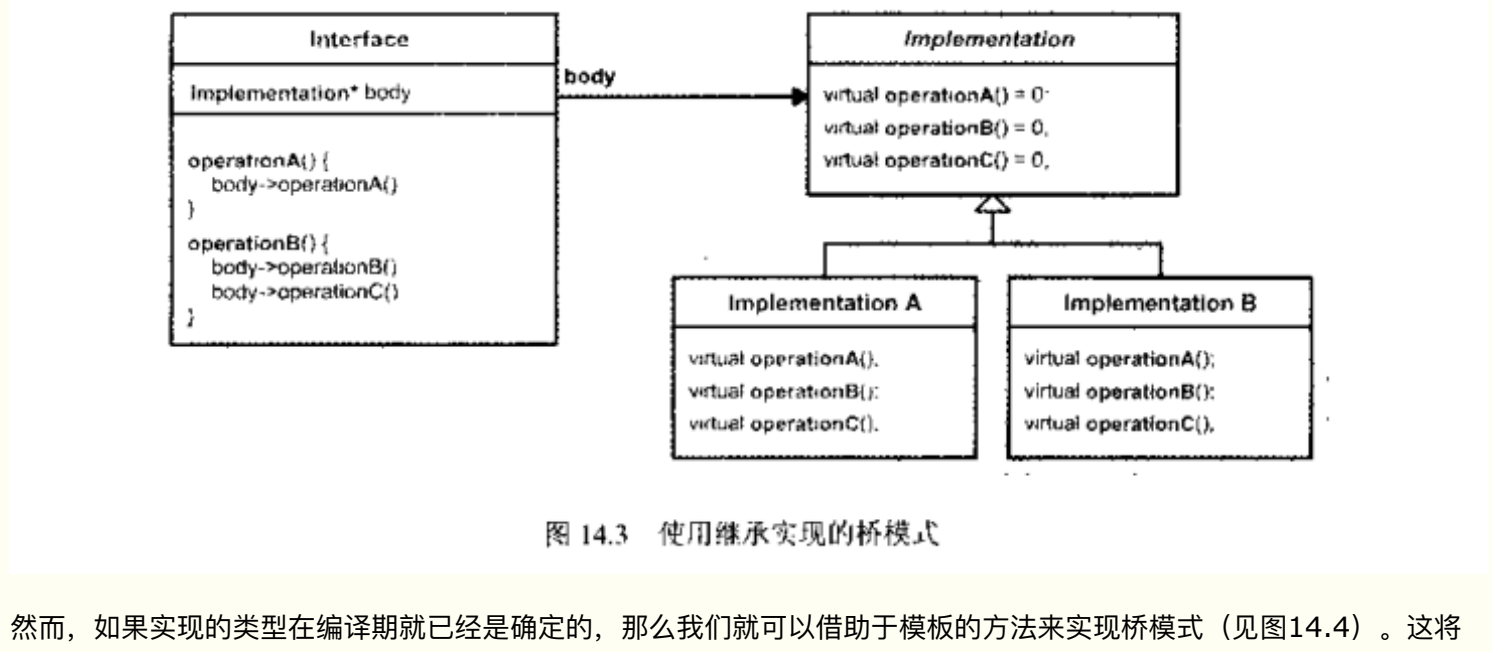 Interface
Implementation* body
operationA() {
body->operationA()
}
operationB() {
body->operationB()
body->operationC()
}
body
Implementation
virtual operationA() = 0;
virtual operationB() = 0,
virtual operationC() = 0,
Implementation A
virtual operationA().
virtual operationB();
virtual operationC().
Implementation B
virtual operationA();
virtual operationB();
virtual operationC(),
图 14.3 使用继承实现的桥模式
然而，如果实现的类型在编译期就已经是确定的，那么我们就可以借助于模板的方法来实现桥模式（见图14.4）。这将